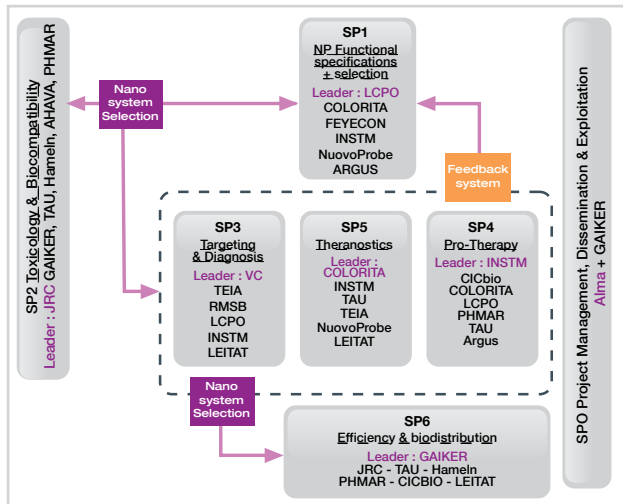 SP2 Toxicology & Biocompatibility
Leader : JRC GAIKER, TAU, Hameln, AHAVA, PHMAR
Nano
system
Selection
SP1
NP Functional
specifications
+ selection
Leader : LCPO
COLORITA
FEYECON
INSTM
NuovoProbe
ARGUS
Feedback
system
SP3
Targeting
& Diagnosis
Leader : VC
TEIA
RMSB
LCPO
INSTM
LEITAT
SP5
Theranostics
Leader :
COLORITA
INSTM
TAU
TEIA
NuovoProbe
LEITAT
SP4
Pro-Therapy
Leader : INSTM
CICbio
COLORITA
LCPO
PHMAR
TAU
Argus
Nano
system
Selection
SP6
Efficiency & biodistribution
Leader : GAIKER
JRC - TAU - Hameln
PHMAR - CICBIO - LEITAT
SPO Project Management, Dissemination & Exploitation
Alma + GAIKER